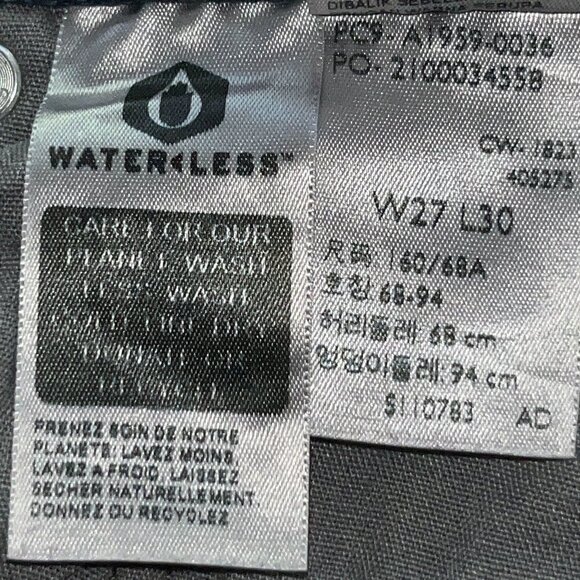 WATER<LESS™
CARE FOR OUR
PLANET: WASH
LESS, WASH
COLD, LINE DRY,
DONATE OR
RECYCLE
PRENEZ SOIN DE NOTRE
PLANÈTE: LAVEZ MOINS
LAVEZ A FROID, LAISSEZ
SÉCHER NATURELLEMENT,
DONNEZ OU RECYCLEZ
DIBALIK
PC9- A1959-0036
PO- 2100034558
CW- 1823
405275
W27 L30
尺码: 160/68A
호칭: 68-94
허리둘레: 68 cm
엉덩이둘레: 94 cm
S110783 AD